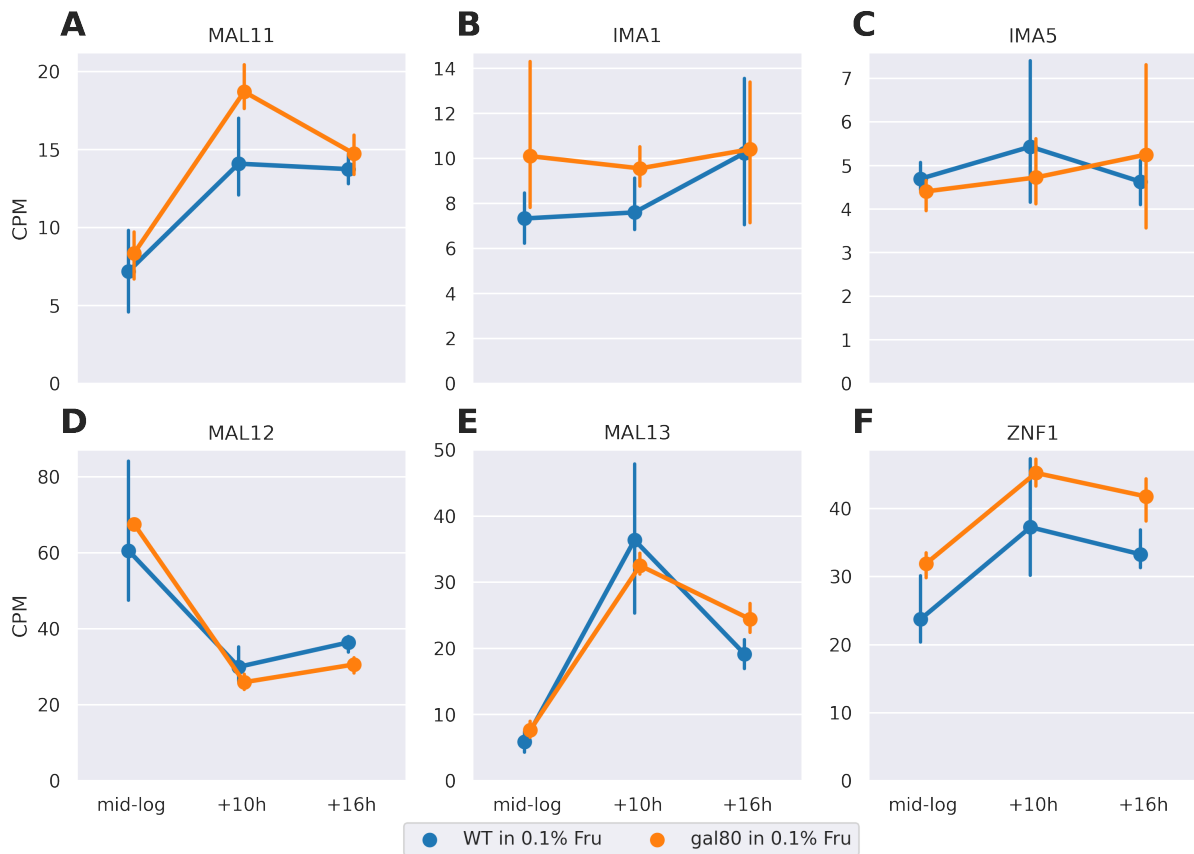 A
MAL11
B
IMA1
C
IMA5
CPM
20
15
10
5
0
14
12
10
8
6
4
2
0
7
6
5
4
3
2
1
0
D
MAL12
E
MAL13
F
ZNF1
CPM
80
60
40
20
0
50
40
30
20
10
0
40
30
20
10
0
mid-log +10h +16h
mid-log +10h +16h
mid-log +10h +16h
WT in 0.1% Fru gal80 in 0.1% Fru